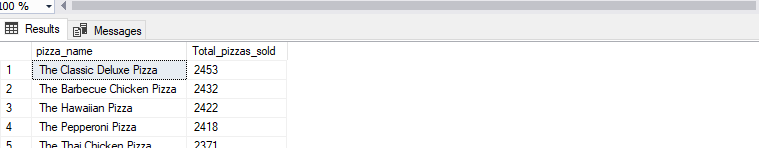 100 %
Results Messages
pizza_name Total_pizzas_sold
1 The Classic Deluxe Pizza 2453
2 The Barbecue Chicken Pizza 2432
3 The Hawaiian Pizza 2422
4 The Pepperoni Pizza 2418
5 The Thai Chicken Pizza 2371